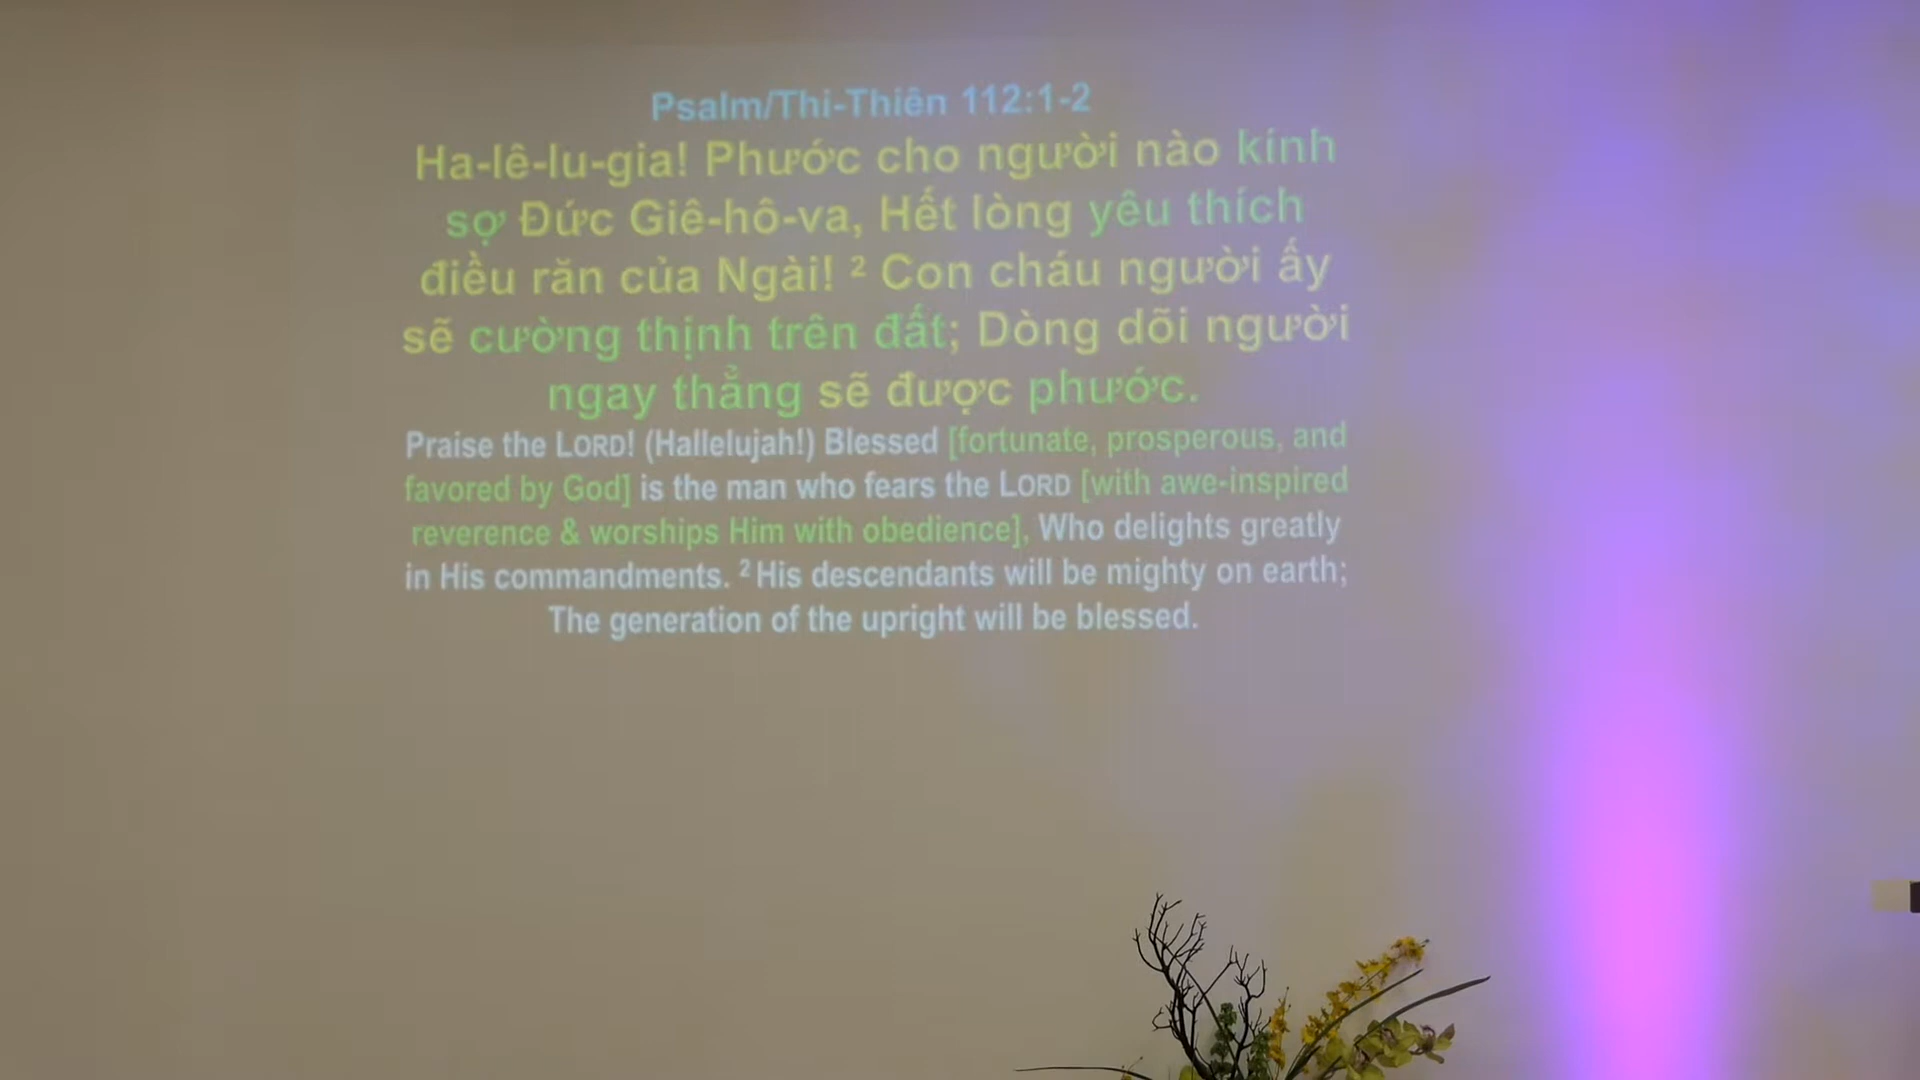 Psalm/Thi-Thiên 112:1-2
Ha-lê-lu-gia! Phước cho người nào kính
sợ Đức Giê-hô-va, Hết lòng yêu thích
điều răn của Ngài! ² Con cháu người ấy
sẽ cường thịnh trên đất; Dòng dõi người
ngay thẳng sẽ được phước.
Praise the LORD! (Hallelujah!) Blessed [fortunate, prosperous, and
favored by God] is the man who fears the LORD [with awe-inspired
reverence & worships Him with obedience], Who delights greatly
in His commandments. ² His descendants will be mighty on earth;
The generation of the upright will be blessed.